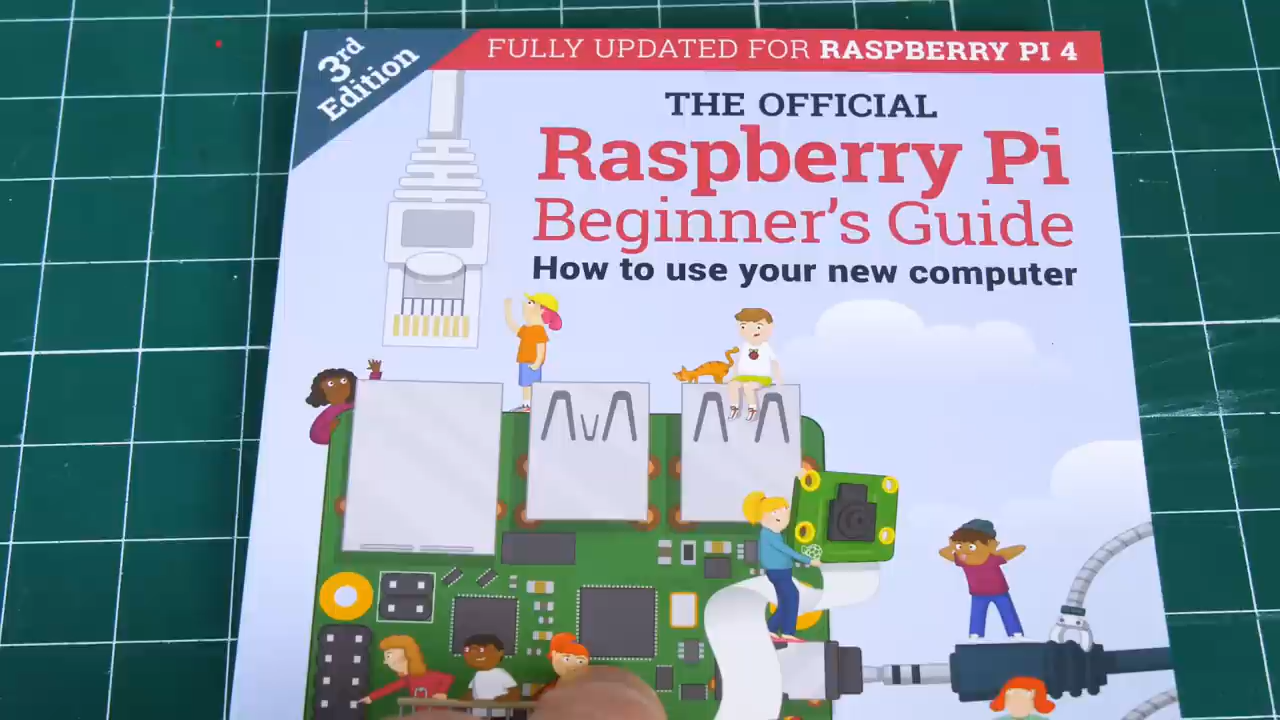 3rd
Edition
FULLY UPDATED FOR RASPBERRY PI 4
THE OFFICIAL
Raspberry Pi
Beginner's Guide
How to use your new computer